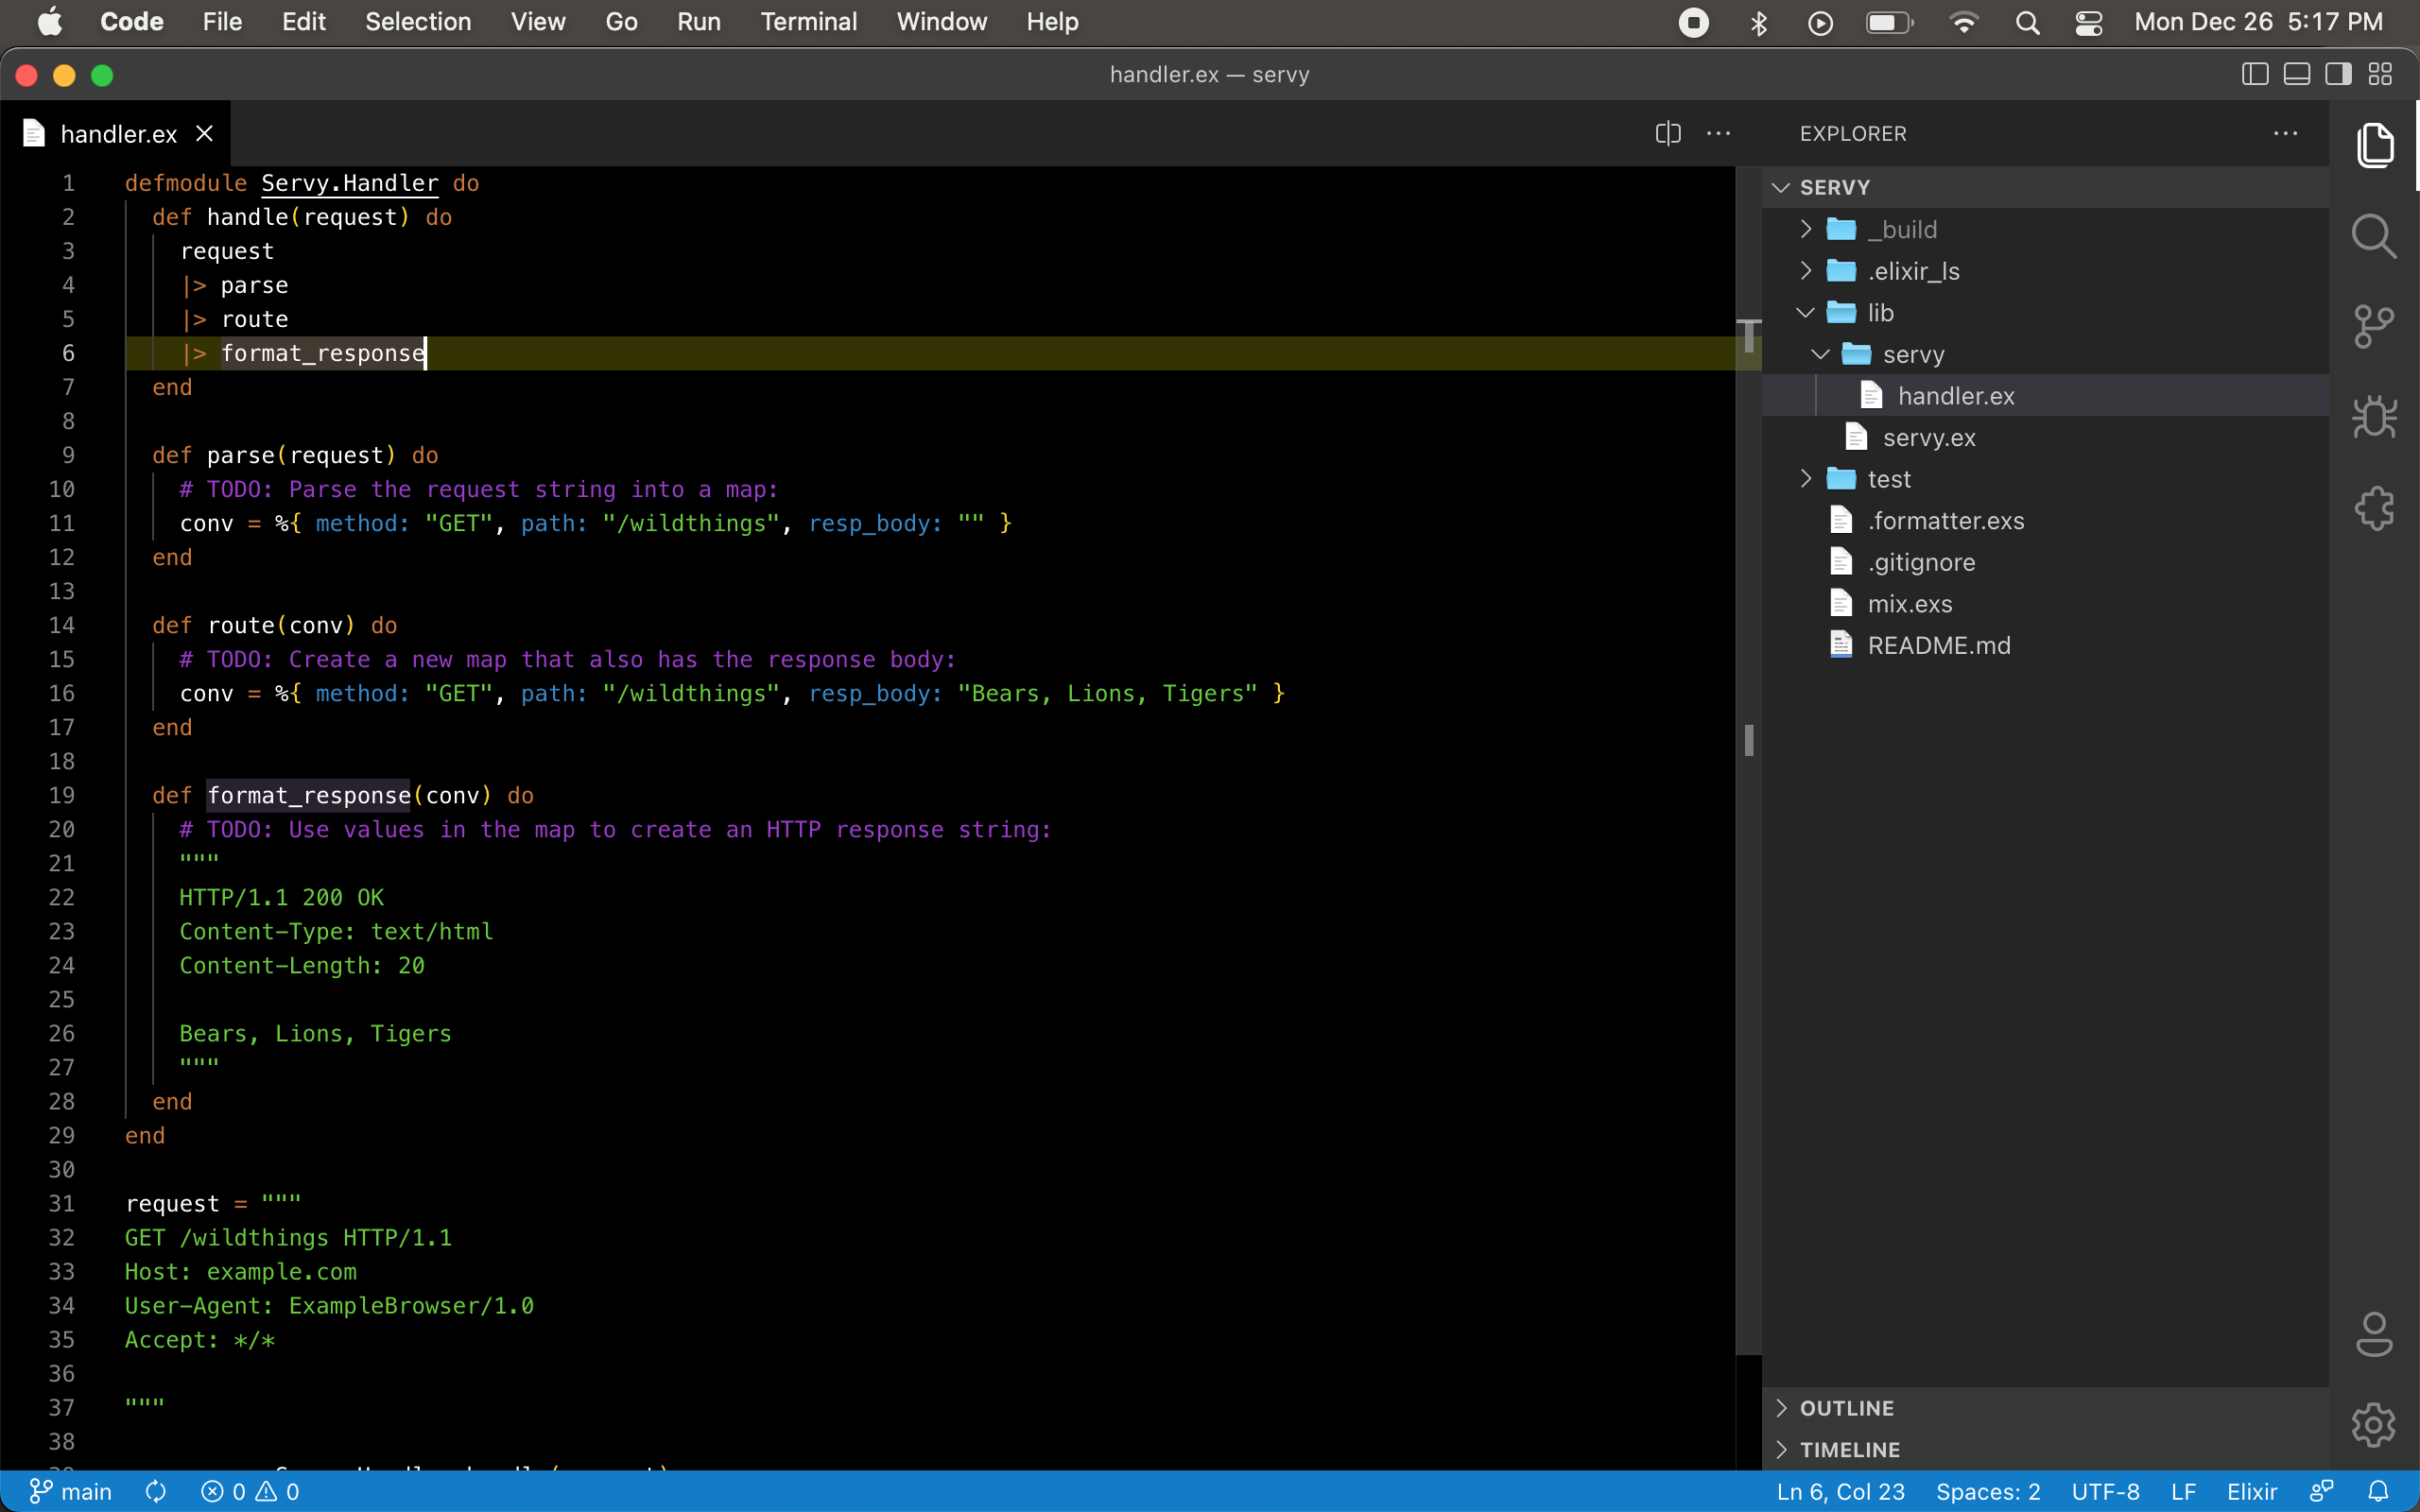 Code File Edit Selection View Go Run Terminal Window Help Mon Dec 26 5:17 PM
handler.ex — servy
handler.ex
EXPLORER
1 defmodule Servy.Handler do
2 def handle(request) do
3 request
4 |> parse
5 |> route
6 |> format_response
7 end
8
9 def parse(request) do
10 # TODO: Parse the request string into a map:
11 conv = %{ method: "GET", path: "/wildthings", resp_body: "" }
12 end
13
14 def route(conv) do
15 # TODO: Create a new map that also has the response body:
16 conv = %{ method: "GET", path: "/wildthings", resp_body: "Bears, Lions, Tigers" }
17 end
18
19 def format_response(conv) do
20 # TODO: Use values in the map to create an HTTP response string:
21 """
22 HTTP/1.1 200 OK
23 Content-Type: text/html
24 Content-Length: 20
25
26 Bears, Lions, Tigers
27 """
28 end
29 end
30
31 request = """
32 GET /wildthings HTTP/1.1
33 Host: example.com
34 User-Agent: ExampleBrowser/1.0
35 Accept: */*
36
37 """
38
SERVY
_build
.elixir_ls
lib
servy
handler.ex
servy.ex
test
.formatter.exs
.gitignore
mix.exs
README.md
OUTLINE
TIMELINE
main 0 0 Ln 6, Col 23 Spaces: 2 UTF-8 LF Elixir